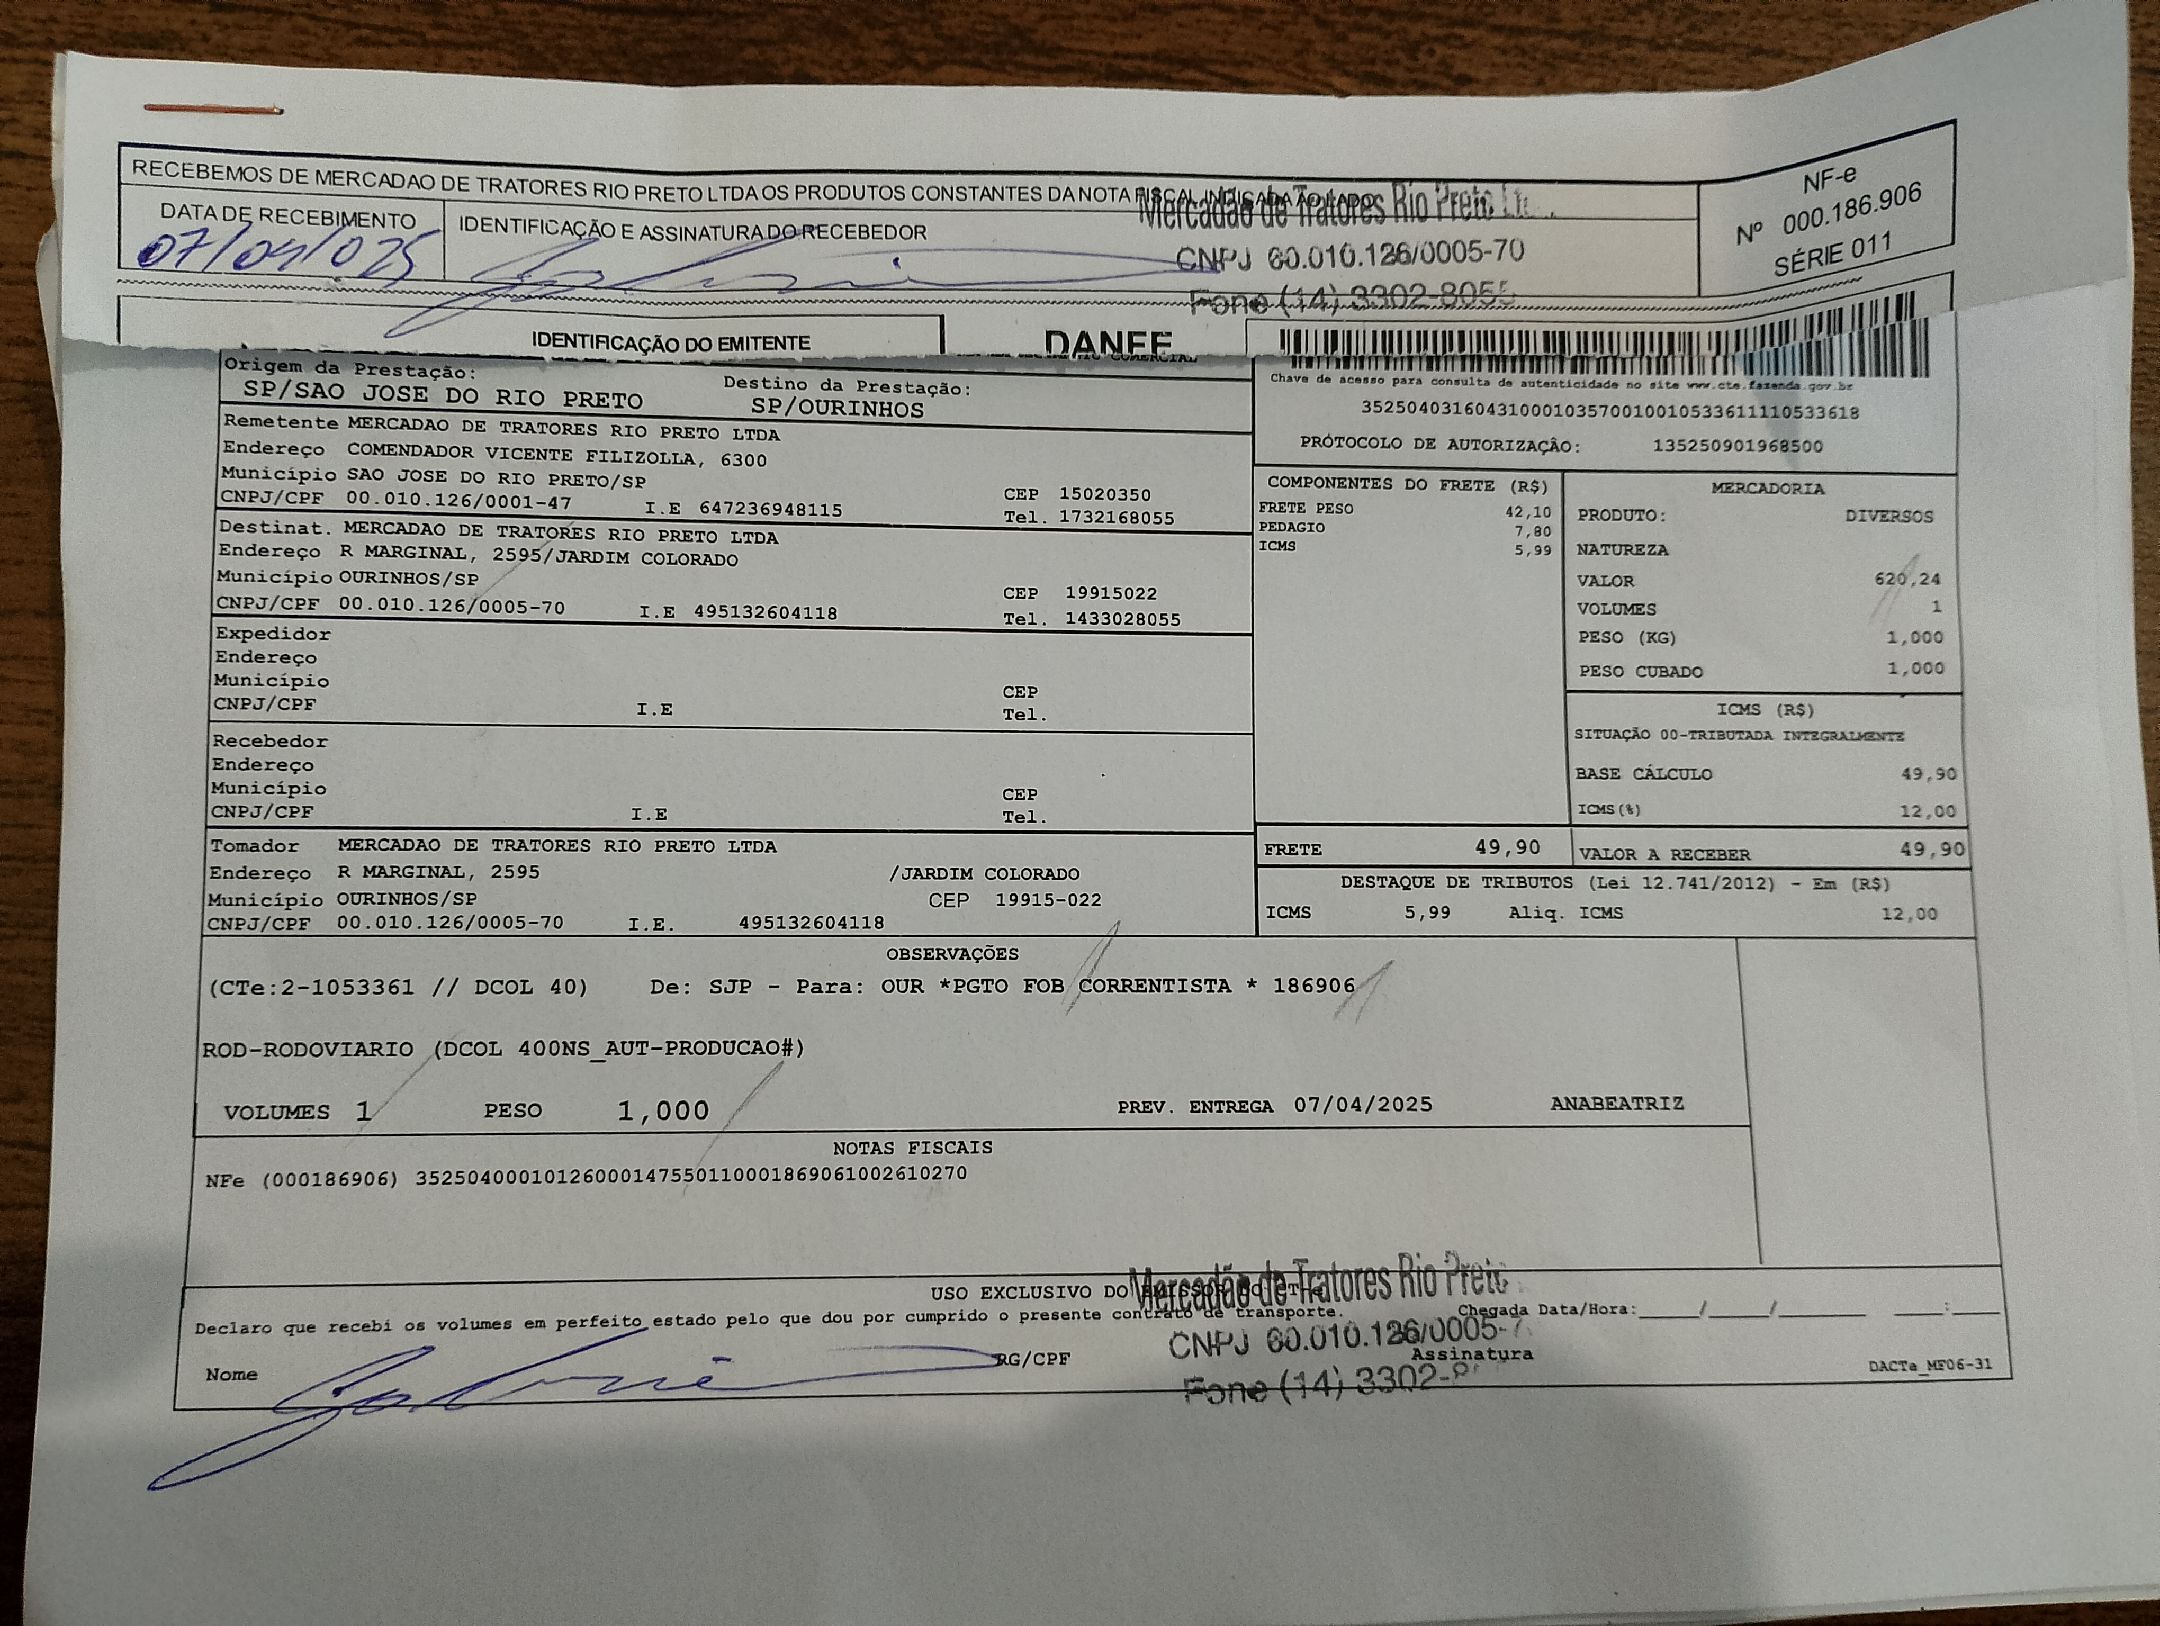 RECEBEMOS DE MERCADAO DE TRATORES RIO PRETO LTDA OS PRODUTOS CONSTANTES DA NOTA FISCAL INDICADA AO LADO
NF-e
Nº 000.186.906
SÉRIE 011
DATA DE RECEBIMENTO
07/04/025
IDENTIFICAÇÃO E ASSINATURA DO RECEBEDOR
Mercadão de Tratores Rio Preto
CNPJ 60.010.126/0005-70
Fone (14) 3302-8055
IDENTIFICAÇÃO DO EMITENTE
DANFE
Origem da Prestação:
SP/SAO JOSE DO RIO PRETO
Destino da Prestação:
SP/OURINHOS
Chave de acesso para consulta de autenticidade no site www.cte.fazenda.gov.br
35250403160431000103570010010533611110533618
PROTOCOLO DE AUTORIZAÇÃO: 135250901968500
Remetente MERCADAO DE TRATORES RIO PRETO LTDA
Endereço COMENDADOR VICENTE FILIZOLLA, 6300
Município SAO JOSE DO RIO PRETO/SP
CEP 15020350
CNPJ/CPF 00.010.126/0001-47 I.E 647236948115
Tel. 1732168055
Destinat. MERCADAO DE TRATORES RIO PRETO LTDA
Endereço R MARGINAL, 2595/JARDIM COLORADO
Município OURINHOS/SP
CEP 19915022
CNPJ/CPF 00.010.126/0005-70 I.E 495132604118
Tel. 1433028055
Expedidor
Endereço
Município
CEP
CNPJ/CPF I.E
Tel.
Recebedor
Endereço
Município
CEP
CNPJ/CPF I.E
Tel.
Tomador MERCADAO DE TRATORES RIO PRETO LTDA
Endereço R MARGINAL, 2595 /JARDIM COLORADO
Município OURINHOS/SP CEP 19915-022
CNPJ/CPF 00.010.126/0005-70 I.E. 495132604118
COMPONENTES DO FRETE (R$)
FRETE PESO 42,10
PEDAGIO 7,80
ICMS 5,99
MERCADORIA
PRODUTO: DIVERSOS
NATUREZA
VALOR 620,24
VOLUMES 1
PESO (KG) 1,000
PESO CUBADO 1,000
ICMS (R$)
SITUAÇÃO 00-TRIBUTADA INTEGRALMENTE
BASE CÁLCULO 49,90
ICMS(%) 12,00
FRETE 49,90
VALOR A RECEBER 49,90
DESTAQUE DE TRIBUTOS (Lei 12.741/2012) - Em (R$)
ICMS 5,99 Aliq. ICMS 12,00
OBSERVAÇÕES
(CTe:2-1053361 // DCOL 40) De: SJP - Para: OUR *PGTO FOB CORRENTISTA * 186906
ROD-RODOVIARIO (DCOL 400NS_AUT-PRODUCAO#)
VOLUMES 1 PESO 1,000 PREV. ENTREGA 07/04/2025 ANABEATRIZ
NOTAS FISCAIS
NFe (000186906) 35250400010126000147550110001869061002610270
USO EXCLUSIVO DO EMISSOR DO CT-e
Mercadão de Tratores Rio Preto
Declaro que recebi os volumes em perfeito estado pelo que dou por cumprido o presente contrato de transporte.
Chegada Data/Hora:____/____/______ ___:___
CNPJ 60.010.126/0005-7
Nome RG/CPF Assinatura
Fone (14) 3302-8
DACTe_MF06-31